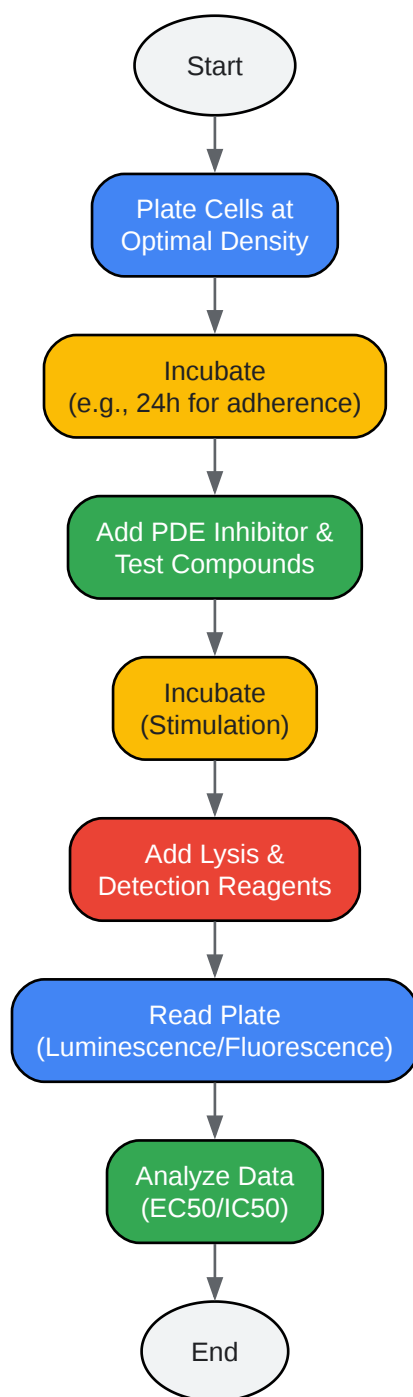 Start
Plate Cells at
Optimal Density
Incubate
(e.g., 24h for adherence)
Add PDE Inhibitor &
Test Compounds
Incubate
(Stimulation)
Add Lysis &
Detection Reagents
Read Plate
(Luminescence/Fluorescence)
Analyze Data
(EC50/IC50)
End